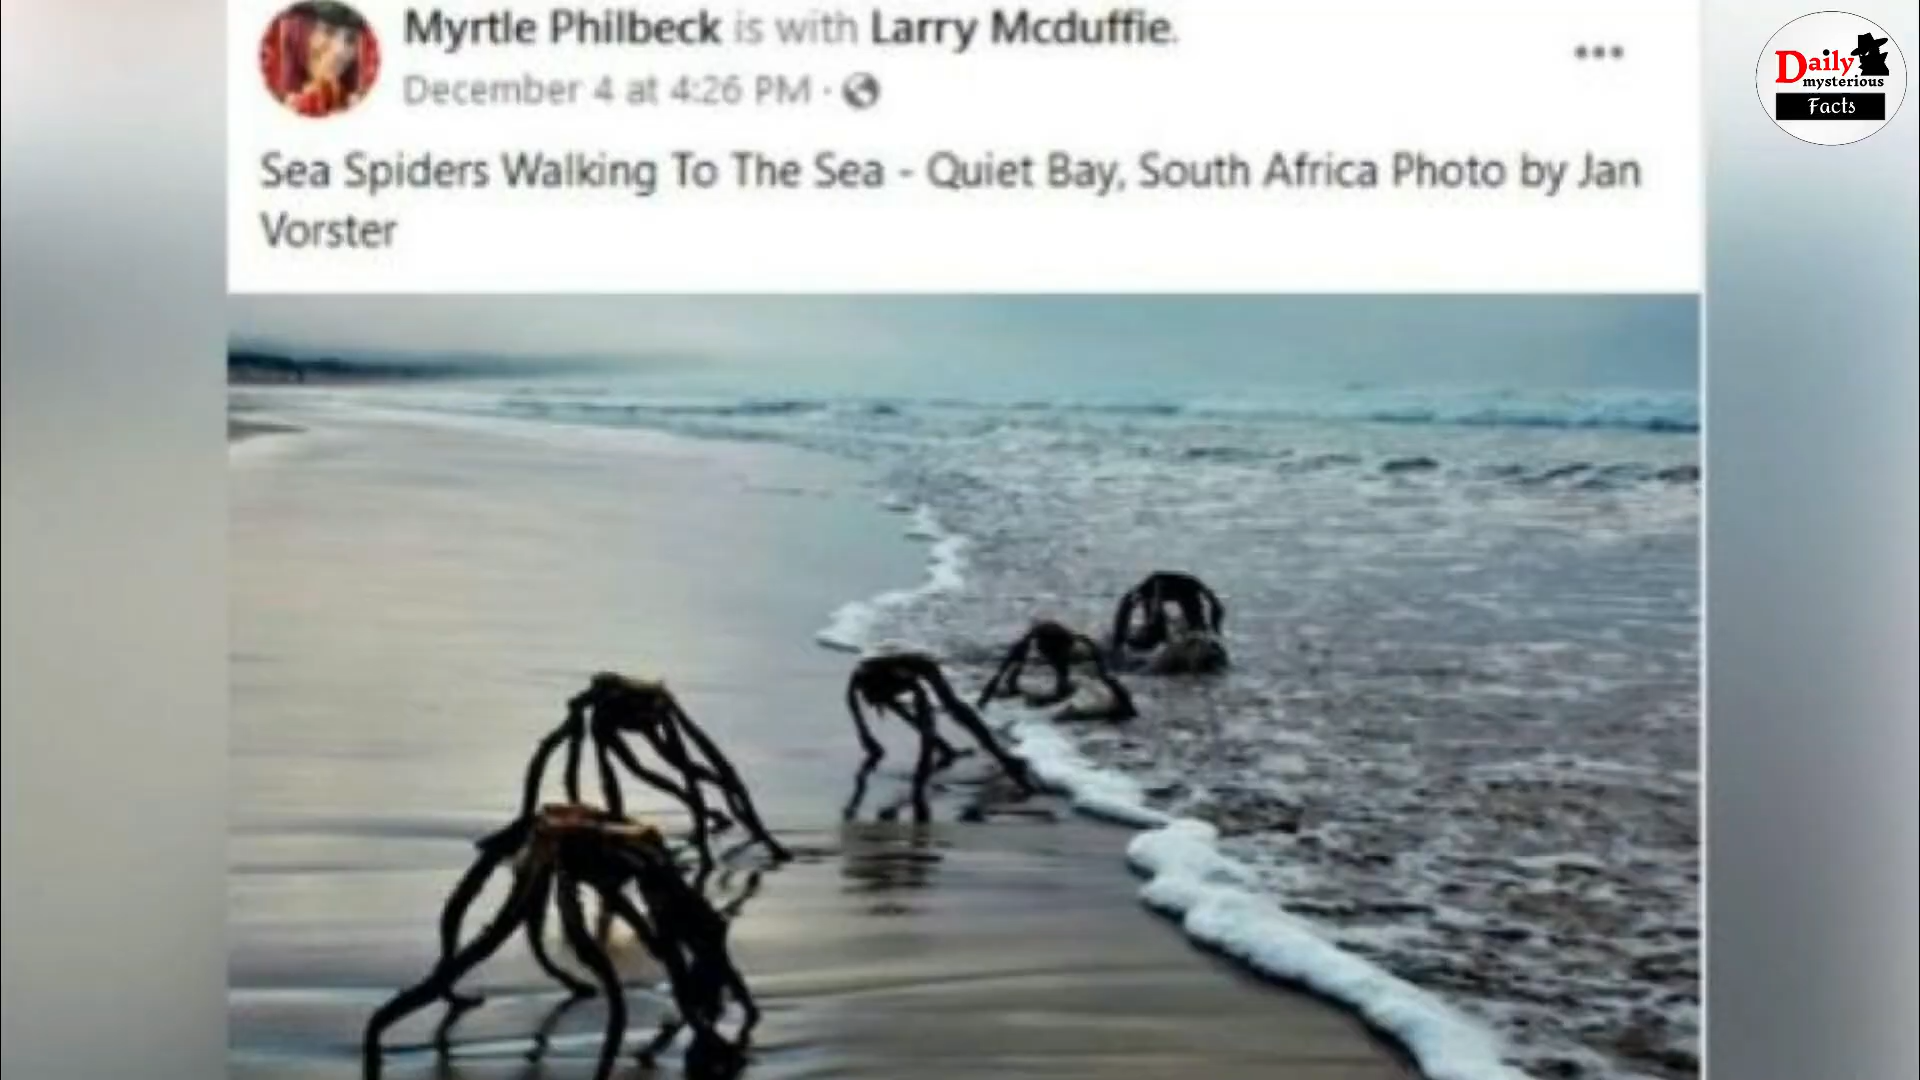 Myrtle Philbeck is with Larry Mcduffie.
December 4 at 4:26 PM ·
Sea Spiders Walking To The Sea - Quiet Bay, South Africa Photo by Jan
Vorster
Daily
mysterious
Facts